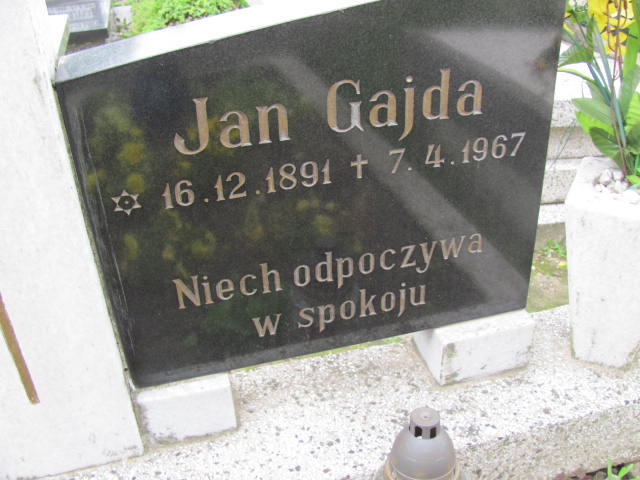 Jan Gajda
✡ 16.12.1891 ✝ 7.4.1967
Niech odpoczywa
w spokoju